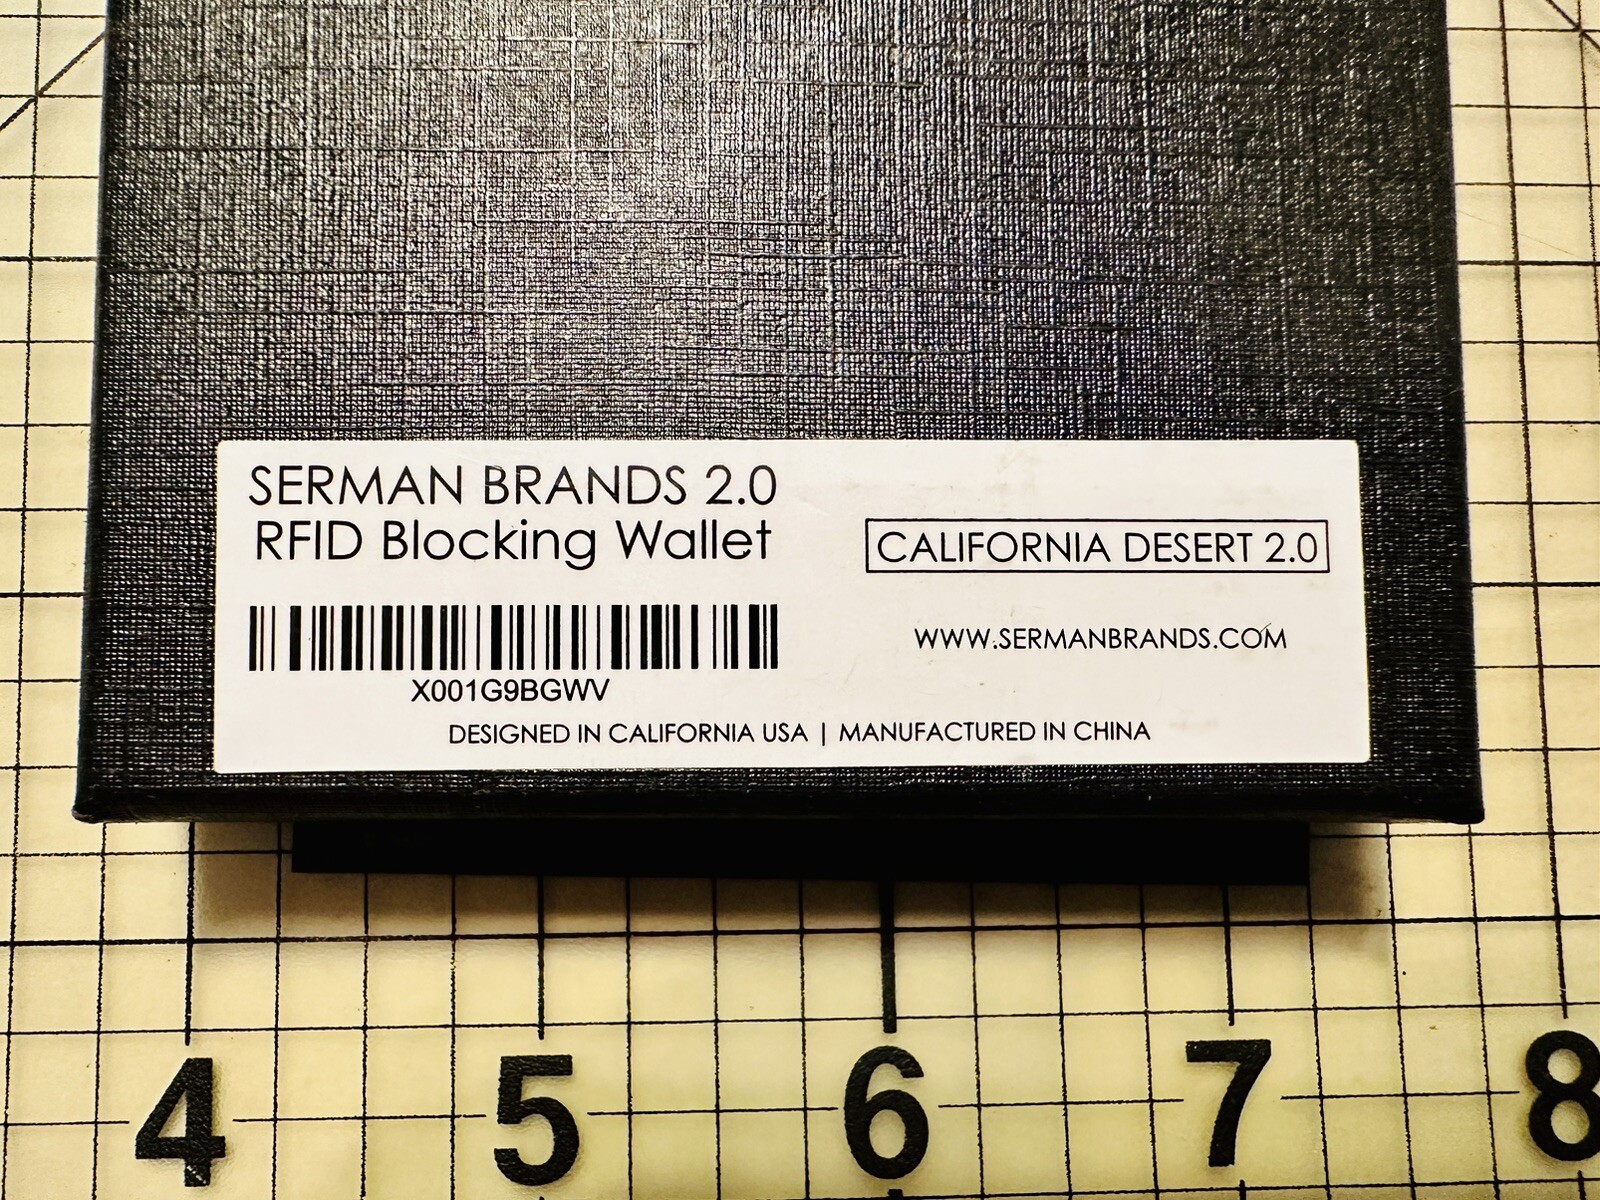 SERMAN BRANDS 2.0
RFID Blocking Wallet
CALIFORNIA DESERT 2.0
WWW.SERMANBRANDS.COM
X001G9BGWV
DESIGNED IN CALIFORNIA USA | MANUFACTURED IN CHINA
4 5 6 7 8